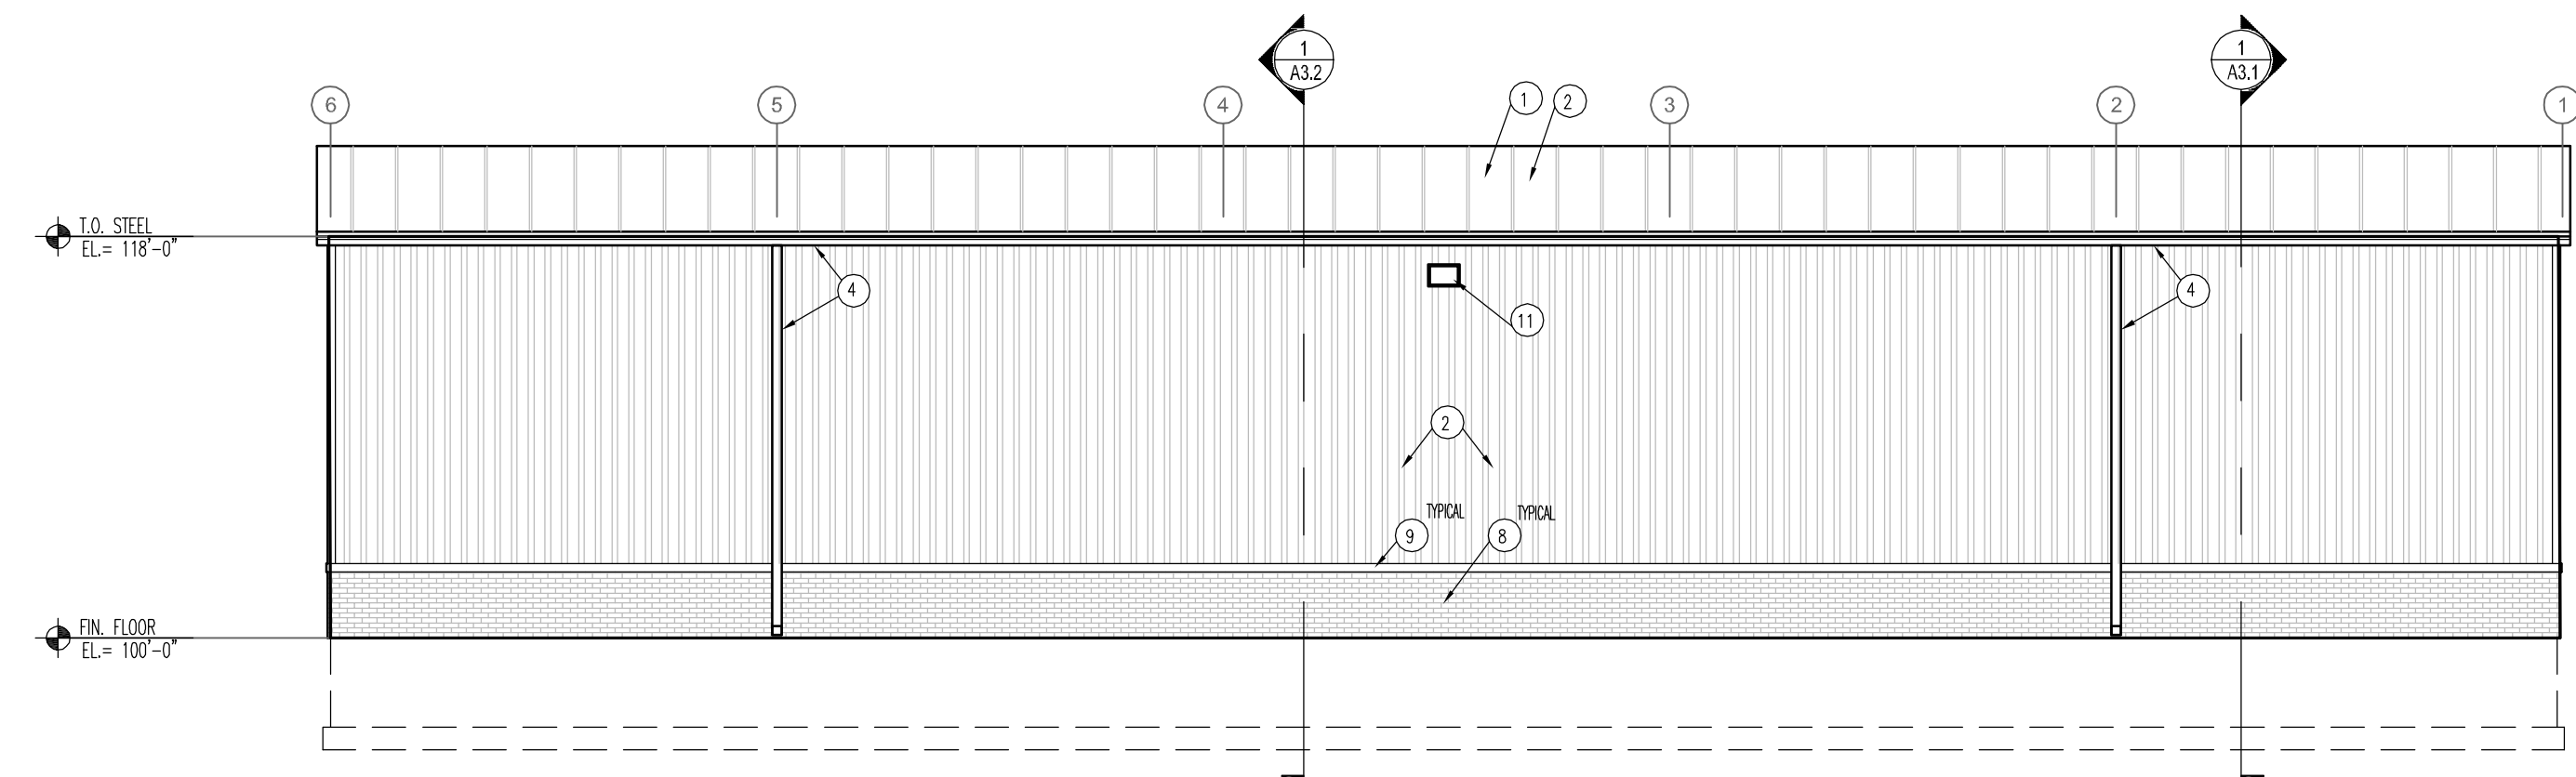 1
A3.2
1
A3.1
6
5
4
1
2
3
2
1
T.O. STEEL
EL.= 118'-0"
4
11
4
2
TYPICAL
TYPICAL
9
8
FIN. FLOOR
EL.= 100'-0"